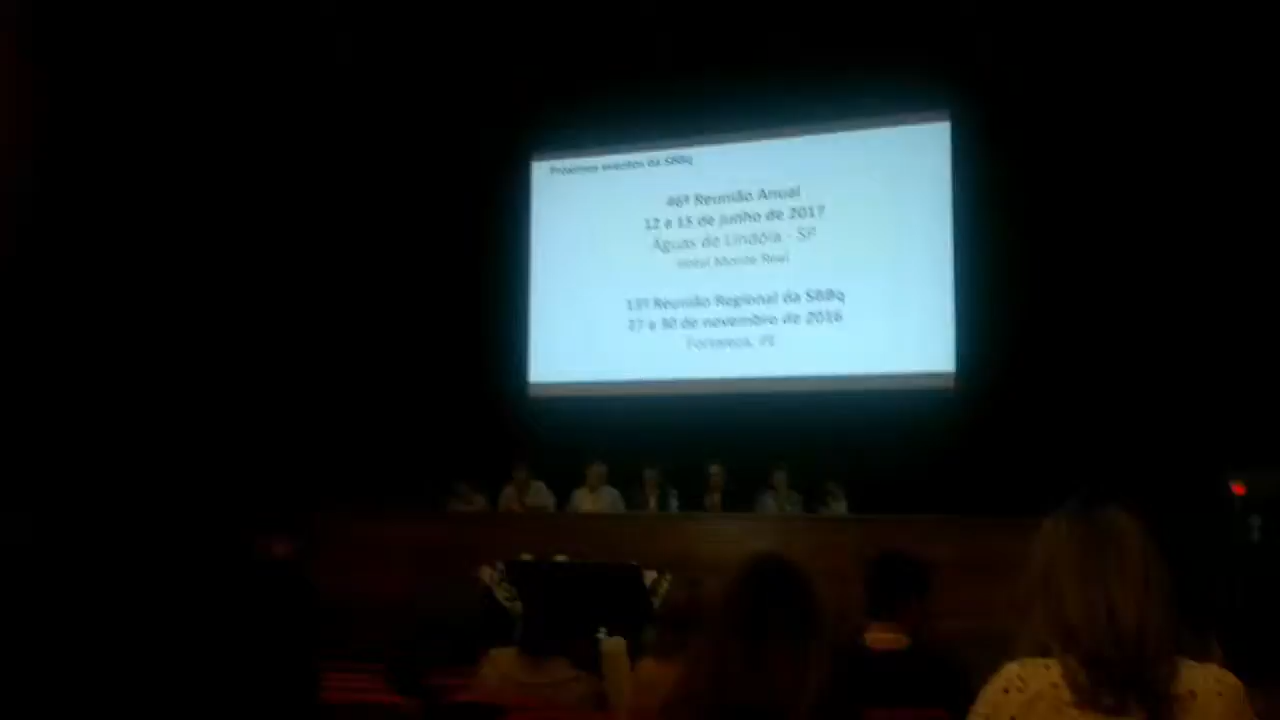 Próximos eventos da SBBq
46ª Reunião Anual
12 a 15 de junho de 2017
Águas de Lindóia - SP
Hotel Monte Real
13ª Reunião Regional da SBBq
27 a 30 de novembro de 2016
Fortaleza,